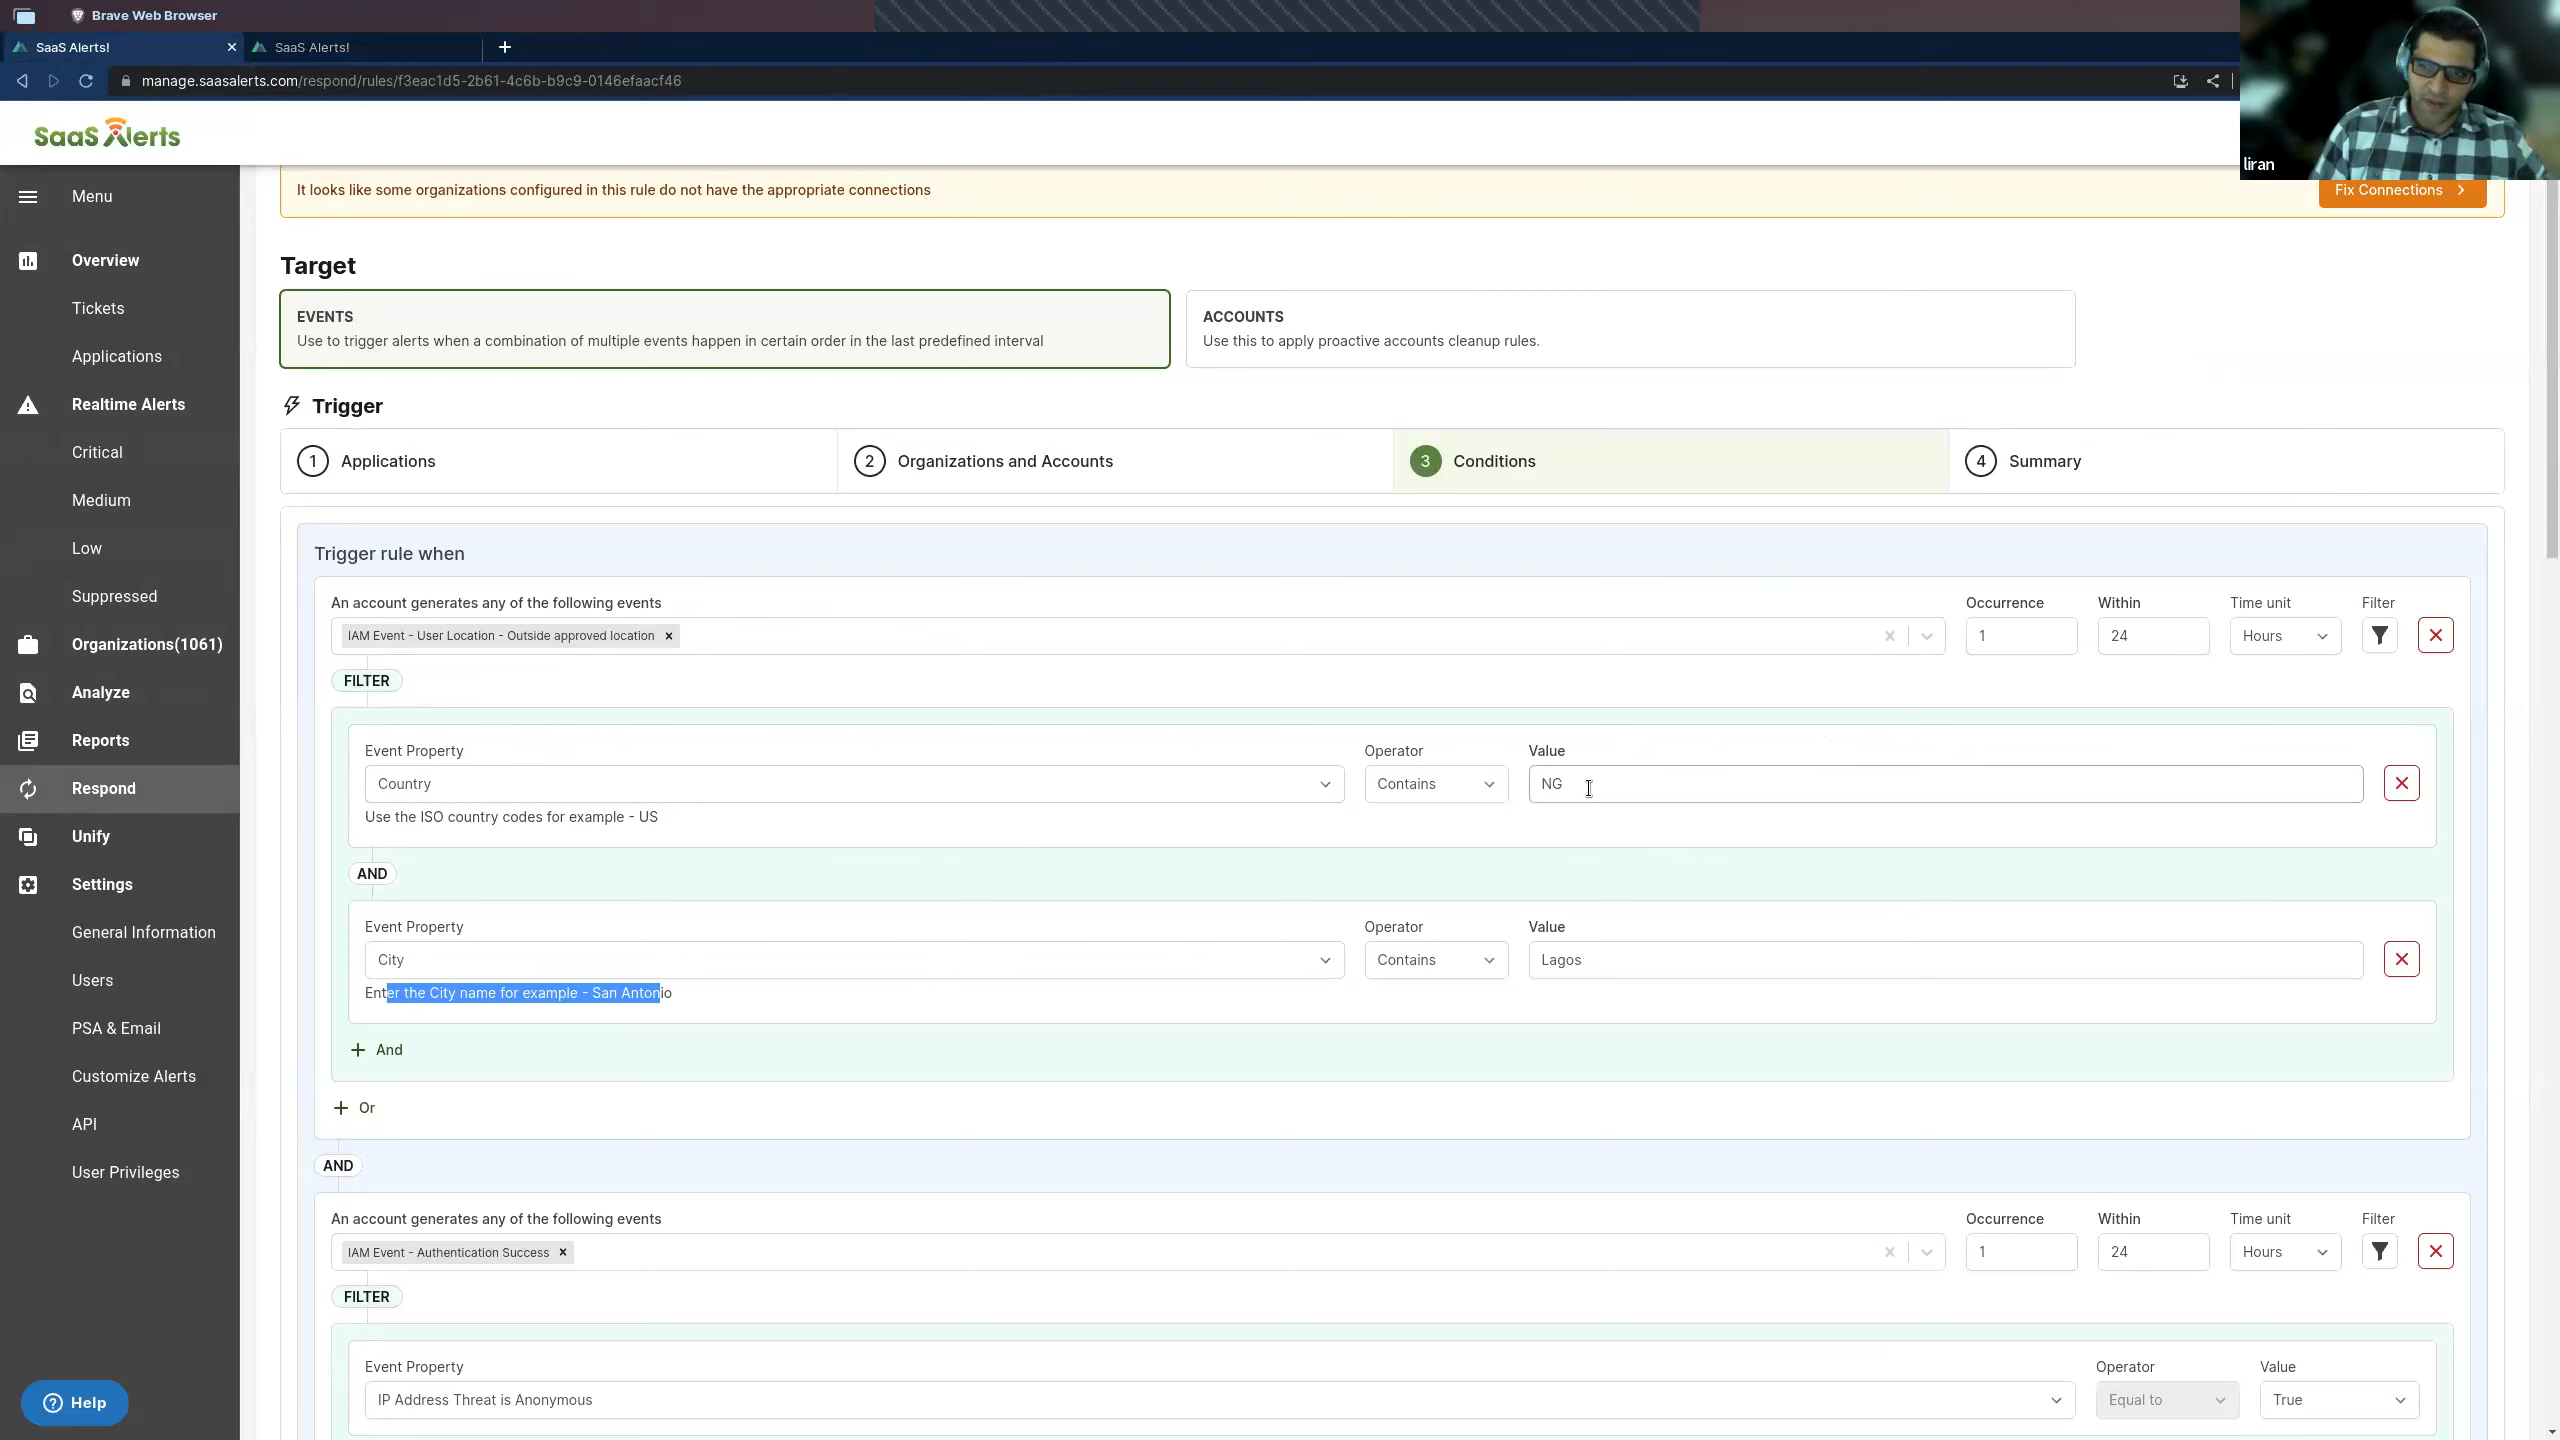 Brave Web Browser
SaaS Alerts!
SaaS Alerts!
manage.saasalerts.com/respond/rules/f3eac1d5-2b61-4c6b-b9c9-0146efaacf46
liran
SaaS Alerts
Menu
Overview
Tickets
Applications
Realtime Alerts
Critical
Medium
Low
Suppressed
Organizations(1061)
Analyze
Reports
Respond
Unify
Settings
General Information
Users
PSA & Email
Customize Alerts
API
User Privileges
Help
It looks like some organizations configured in this rule do not have the appropriate connections
Fix Connections
Target
EVENTS
Use to trigger alerts when a combination of multiple events happen in certain order in the last predefined interval
ACCOUNTS
Use this to apply proactive accounts cleanup rules.
Trigger
1 Applications
2 Organizations and Accounts
3 Conditions
4 Summary
Trigger rule when
An account generates any of the following events
Occurrence
Within
Time unit
Filter
IAM Event - User Location - Outside approved location
1
24
Hours
FILTER
Event Property
Operator
Value
Country
Contains
NG
Use the ISO country codes for example - US
AND
Event Property
Operator
Value
City
Contains
Lagos
Enter the City name for example - San Antonio
And
Or
AND
An account generates any of the following events
Occurrence
Within
Time unit
Filter
IAM Event - Authentication Success
1
24
Hours
FILTER
Event Property
Operator
Value
IP Address Threat is Anonymous
Equal to
True